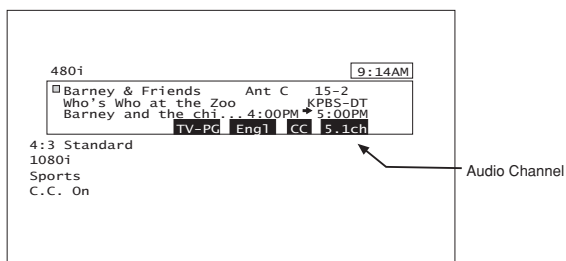 480i 9:14AM
Barney & Friends Ant C 15-2
Who's Who at the Zoo KPBS-DT
Barney and the chi...4:00PM → 5:00PM
TV-PG Engl CC 5.1ch
4:3 Standard
1080i
Sports
C.C. On
Audio Channel